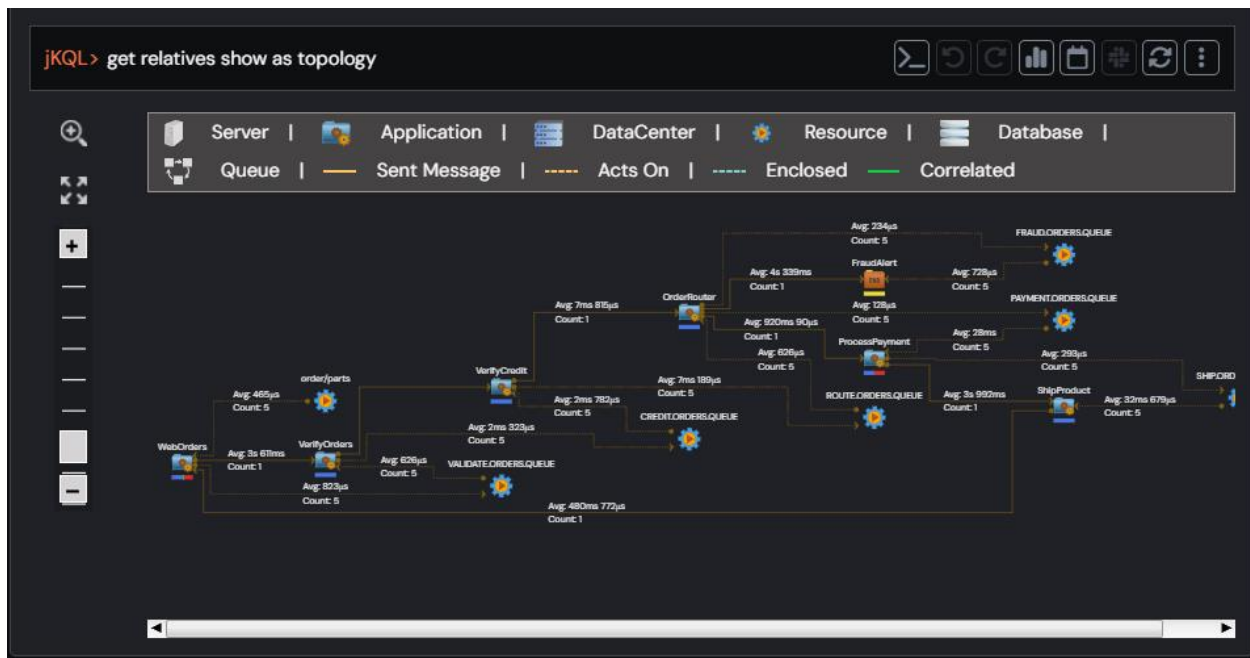 jKQL> get relatives show as topology
Server | Application | DataCenter | Resource | Database |
Queue | Sent Message | Acts On | Enclosed Correlated
Avg: 234µs
Count: 5
FRAUD.ORDERS.QUEUE
FraudAlert
Avg: 4s 339ms
Count: 1
Avg: 728µs
Count: 5
OrderRouter
PAYMENT.ORDERS.QUEUE
Avg: 7ms 815µs
Count: 1
Avg: 128µs
Count: 5
Avg: 920ms 90µs
Count: 1
Avg: 28ms
Count: 5
ProcessPayment
Avg: 626µs
Count: 5
Avg: 293µs
Count: 5
VerifyCredit
SHIP.ORD
order/parts
Avg: 7ms 189µs
Count: 5
Avg: 465µs
Count: 5
ShipProduct
ROUTE.ORDERS.QUEUE
Avg: 3s 992ms
Count: 1
Avg: 32ms 679µs
Count: 5
Avg: 2ms 782µs
Count: 5
CREDIT.ORDERS.QUEUE
Avg: 2ms 323µs
Count: 5
WebOrders
VerifyOrders
Avg: 3s 611ms
Count: 1
Avg: 626µs
Count: 5
VALIDATE.ORDERS.QUEUE
Avg: 823µs
Count: 5
Avg: 480ms 772µs
Count: 1